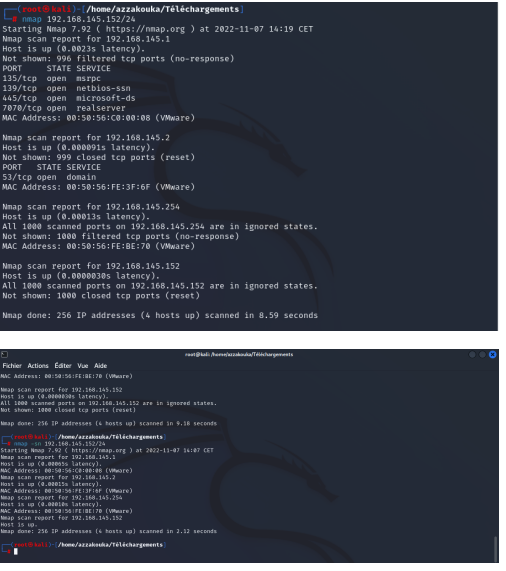 ┌──(root㉿kali)-[/home/azzakouka/Téléchargements]
└─# nmap 192.168.145.152/24
Starting Nmap 7.92 ( https://nmap.org ) at 2022-11-07 14:19 CET
Nmap scan report for 192.168.145.1
Host is up (0.0023s latency).
Not shown: 996 filtered tcp ports (no-response)
PORT     STATE SERVICE
135/tcp  open  msrpc
139/tcp  open  netbios-ssn
445/tcp  open  microsoft-ds
7070/tcp open  realserver
MAC Address: 00:50:56:C0:00:08 (VMware)

Nmap scan report for 192.168.145.2
Host is up (0.000091s latency).
Not shown: 999 closed tcp ports (reset)
PORT   STATE SERVICE
53/tcp open  domain
MAC Address: 00:50:56:FE:3F:6F (VMware)

Nmap scan report for 192.168.145.254
Host is up (0.00013s latency).
All 1000 scanned ports on 192.168.145.254 are in ignored states.
Not shown: 1000 filtered tcp ports (no-response)
MAC Address: 00:50:56:FE:BE:70 (VMware)

Nmap scan report for 192.168.145.152
Host is up (0.0000030s latency).
All 1000 scanned ports on 192.168.145.152 are in ignored states.
Not shown: 1000 closed tcp ports (reset)

Nmap done: 256 IP addresses (4 hosts up) scanned in 8.59 seconds

root@kali: /home/azzakouka/Téléchargements
Fichier Actions Éditer Vue Aide
MAC Address: 00:50:56:FE:BE:70 (VMware)

Nmap scan report for 192.168.145.152
Host is up (0.0000030s latency).
All 1000 scanned ports on 192.168.145.152 are in ignored states.
Not shown: 1000 closed tcp ports (reset)

Nmap done: 256 IP addresses (4 hosts up) scanned in 9.18 seconds

┌──(root㉿kali)-[/home/azzakouka/Téléchargements]
└─# nmap -sn 192.168.145.152/24
Starting Nmap 7.92 ( https://nmap.org ) at 2022-11-07 14:07 CET
Nmap scan report for 192.168.145.1
Host is up (0.00065s latency).
MAC Address: 00:50:56:C0:00:08 (VMware)
Nmap scan report for 192.168.145.2
Host is up (0.00015s latency).
MAC Address: 00:50:56:FE:3F:6F (VMware)
Nmap scan report for 192.168.145.254
Host is up (0.00010s latency).
MAC Address: 00:50:56:FE:BE:70 (VMware)
Nmap scan report for 192.168.145.152
Host is up.
Nmap done: 256 IP addresses (4 hosts up) scanned in 2.12 seconds

┌──(root㉿kali)-[/home/azzakouka/Téléchargements]
└─#